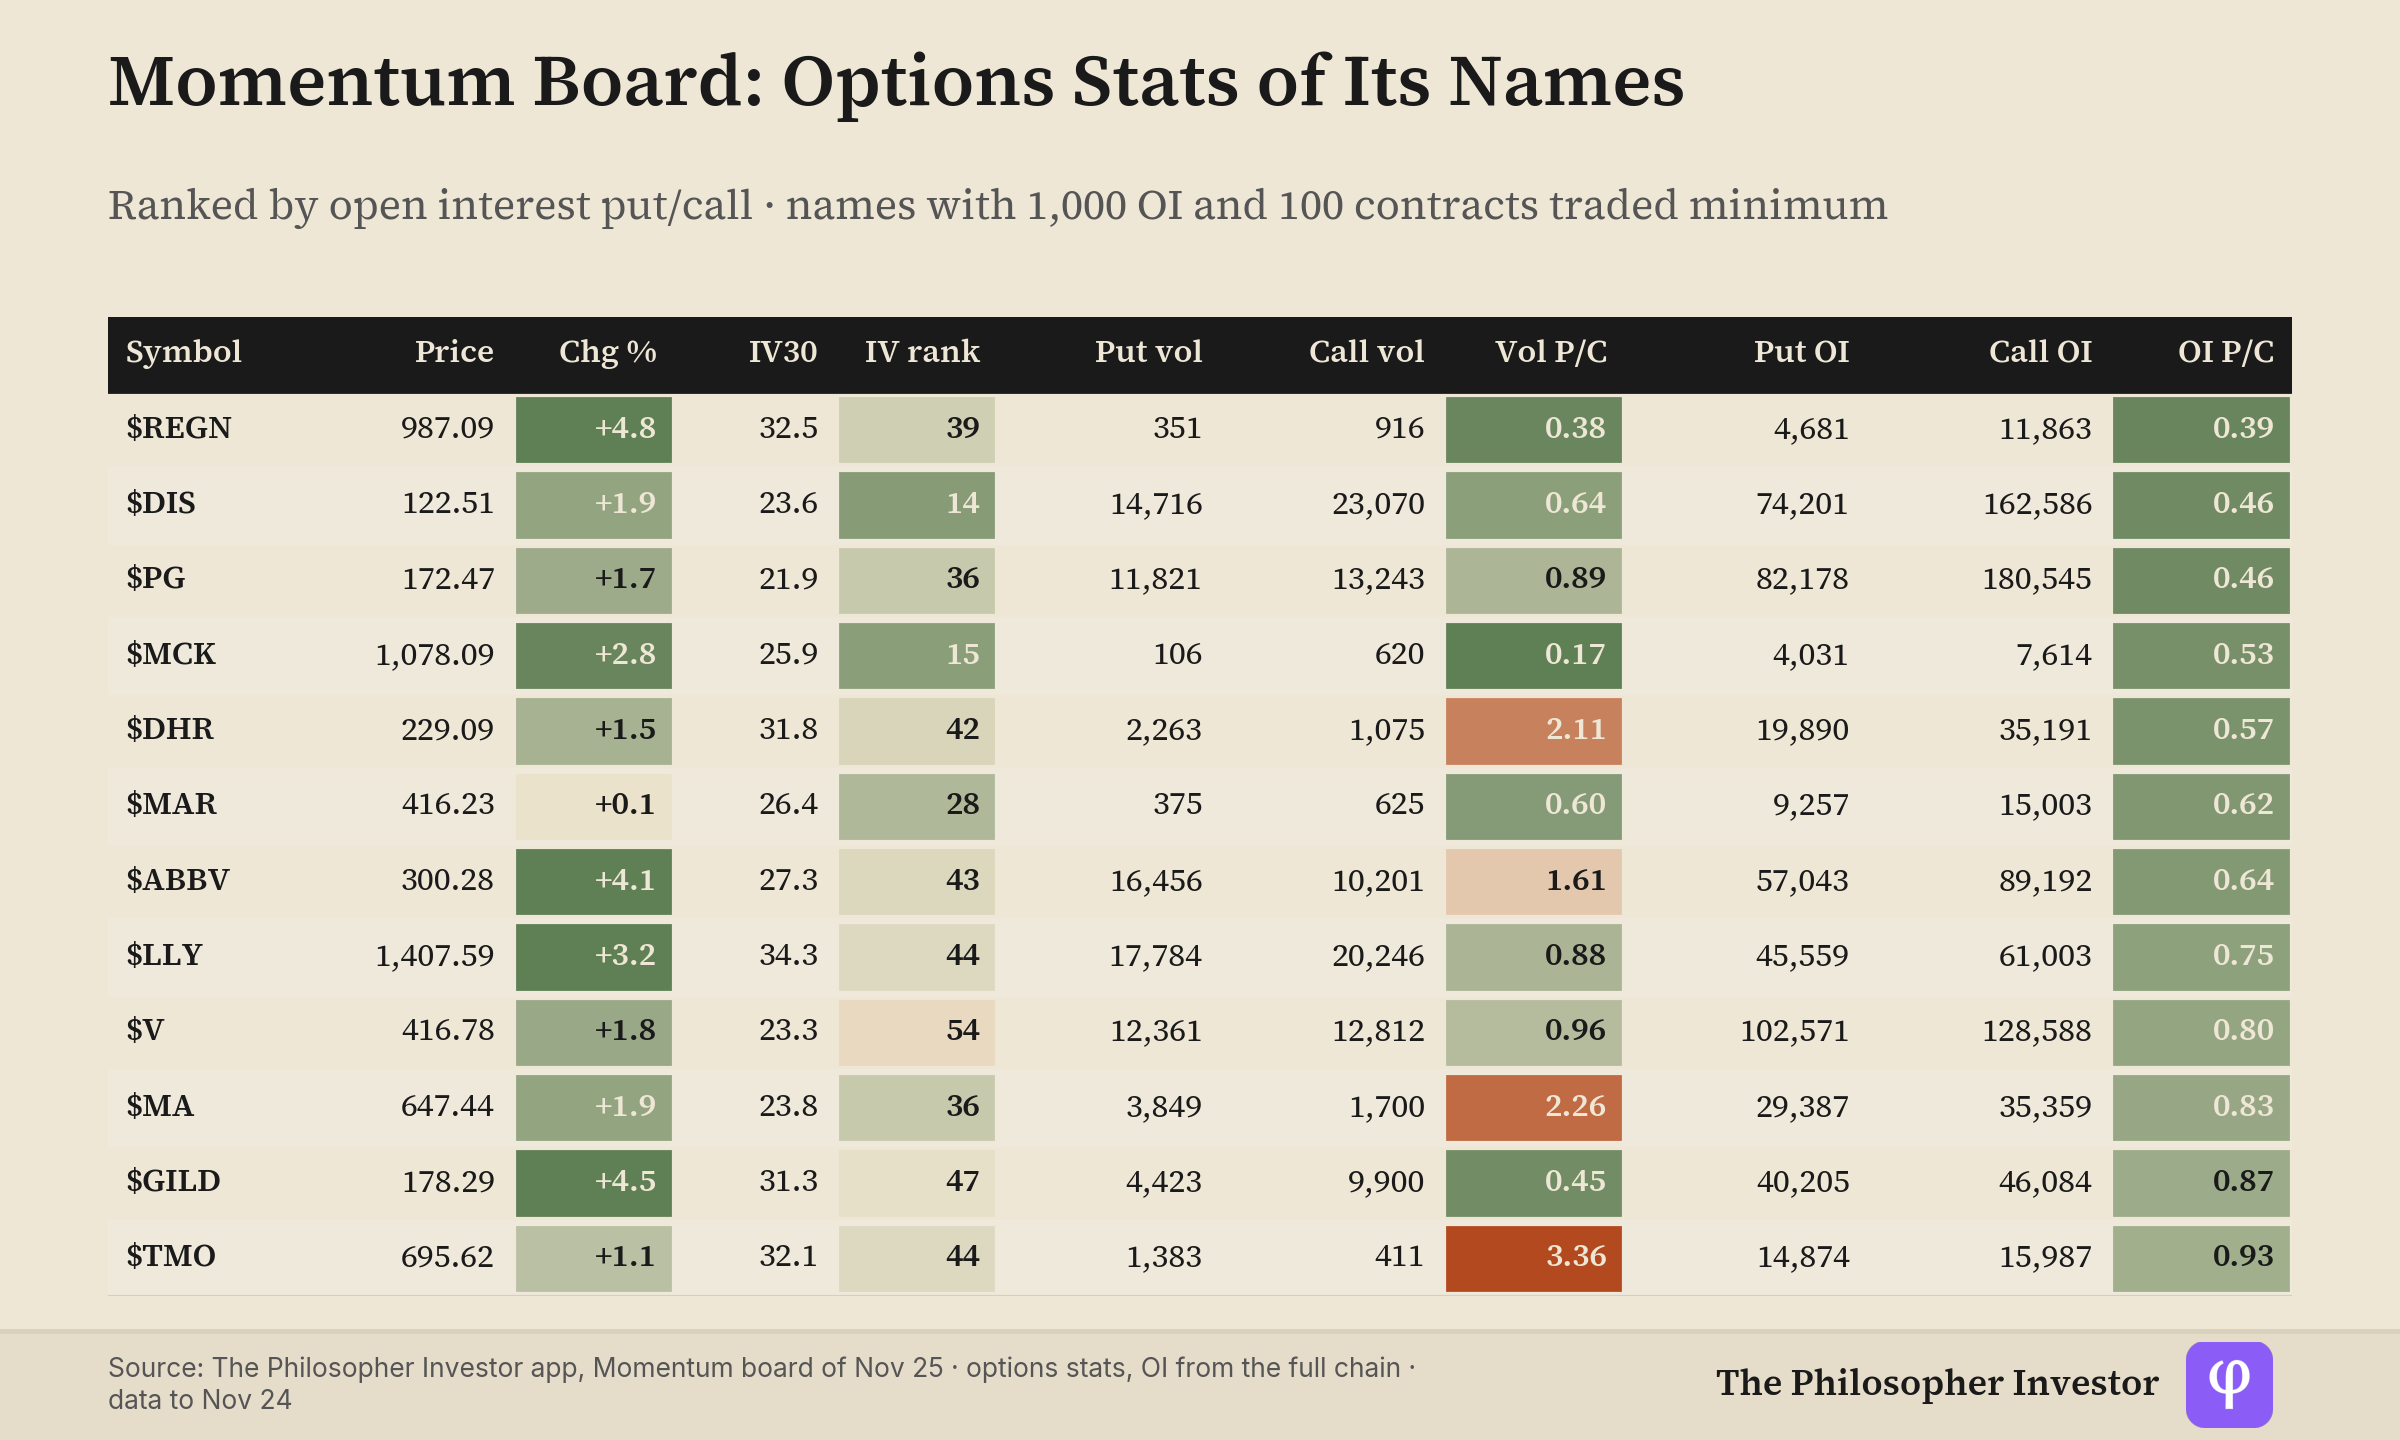 Momentum Board: Options Stats of Its Names
Ranked by open interest put/call · names with 1,000 OI and 100 contracts traded minimum
Symbol Price Chg % IV30 IV rank Put vol Call vol Vol P/C Put OI Call OI OI P/C
$REGN 987.09 +4.8 32.5 39 351 916 0.38 4,681 11,863 0.39
$DIS 122.51 +1.9 23.6 14 14,716 23,070 0.64 74,201 162,586 0.46
$PG 172.47 +1.7 21.9 36 11,821 13,243 0.89 82,178 180,545 0.46
$MCK 1,078.09 +2.8 25.9 15 106 620 0.17 4,031 7,614 0.53
$DHR 229.09 +1.5 31.8 42 2,263 1,075 2.11 19,890 35,191 0.57
$MAR 416.23 +0.1 26.4 28 375 625 0.60 9,257 15,003 0.62
$ABBV 300.28 +4.1 27.3 43 16,456 10,201 1.61 57,043 89,192 0.64
$LLY 1,407.59 +3.2 34.3 44 17,784 20,246 0.88 45,559 61,003 0.75
$V 416.78 +1.8 23.3 54 12,361 12,812 0.96 102,571 128,588 0.80
$MA 647.44 +1.9 23.8 36 3,849 1,700 2.26 29,387 35,359 0.83
$GILD 178.29 +4.5 31.3 47 4,423 9,900 0.45 40,205 46,084 0.87
$TMO 695.62 +1.1 32.1 44 1,383 411 3.36 14,874 15,987 0.93
Source: The Philosopher Investor app, Momentum board of Nov 25 · options stats, OI from the full chain ·
data to Nov 24
The Philosopher Investor φ